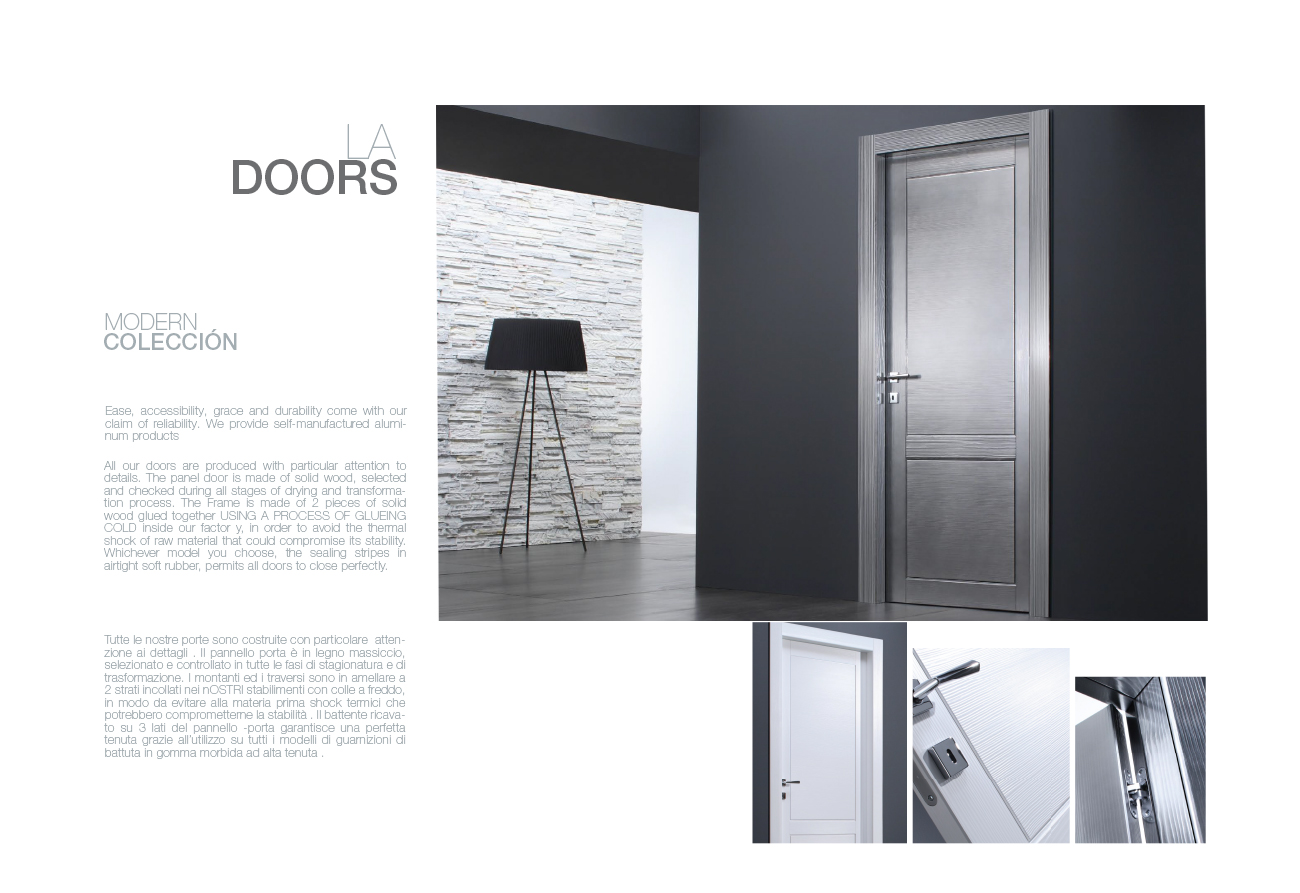 LA
DOORS
MODERN
COLECCIÓN
Ease, accessibility, grace and durability come with our
claim of reliability. We provide self-manufactured alumi-
num products
All our doors are produced with particular attention to
details. The panel door is made of solid wood, selected
and checked during all stages of drying and transforma-
tion process. The Frame is made of 2 pieces of solid
wood glued together USING A PROCESS OF GLUEING
COLD inside our factor y, in order to avoid the thermal
shock of raw material that could compromise its stability.
Whichever model you choose, the sealing stripes in
airtight soft rubber, permits all doors to close perfectly.
Tutte le nostre porte sono costruite con particolare atten-
zione ai dettagli . Il pannello porta è in legno massiccio,
selezionato e controllato in tutte le fasi di stagionatura e di
trasformazione. I montanti ed i traversi sono in amellare a
2 strati incollati nei nOSTRI stabilimenti con colle a freddo,
in modo da evitare alla materia prima shock termici che
potrebbero comprometterne la stabilità . Il battente ricava-
to su 3 lati del pannello -porta garantisce una perfetta
tenuta grazie all'utilizzo su tutti i modelli di guarnizioni di
battuta in gomma morbida ad alta tenuta .